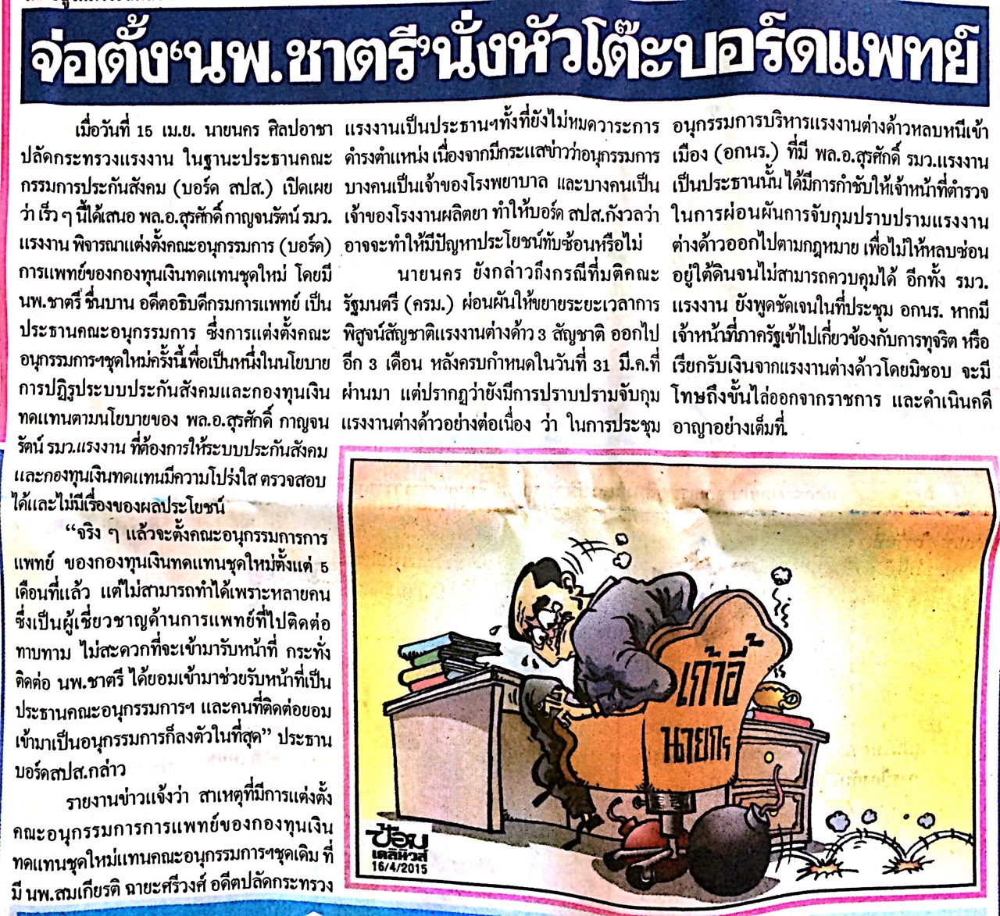 จ่อตั้ง‘นพ.ชาตรี’นั่งหัวโต๊ะบอร์ดแพทย์
เมื่อวันที่ 15 เม.ย. นายนคร ศิลปอาชา
ปลัดกระทรวงแรงงาน ในฐานะประธานคณะ
กรรมการประกันสังคม (บอร์ด สปส.) เปิดเผย
ว่า เร็ว ๆ นี้ได้เสนอ พล.อ.สุรศักดิ์ กาญจนรัตน์ รมว.
แรงงาน พิจารณาแต่งตั้งคณะอนุกรรมการ (บอร์ด)
การแพทย์ของกองทุนเงินทดแทนชุดใหม่ โดยมี
นพ.ชาตรี ชื่นบาน อดีตอธิบดีกรมการแพทย์ เป็น
ประธานคณะอนุกรรมการ ซึ่งการแต่งตั้งคณะ
อนุกรรมการฯชุดใหม่ครั้งนี้เพื่อเป็นหนึ่งในนโยบาย
การปฏิรูประบบประกันสังคมและกองทุนเงิน
ทดแทนตามนโยบายของ พล.อ.สุรศักดิ์ กาญจน
รัตน์ รมว.แรงงาน ที่ต้องการให้ระบบประกันสังคม
และกองทุนเงินทดแทนมีความโปร่งใส ตรวจสอบ
ได้และไม่มีเรื่องของผลประโยชน์
“จริง ๆ แล้วจะตั้งคณะอนุกรรมการการ
แพทย์ ของกองทุนเงินทดแทนชุดใหม่ตั้งแต่ 5
เดือนที่แล้ว แต่ไม่สามารถทำได้เพราะหลายคน
ซึ่งเป็นผู้เชี่ยวชาญด้านการแพทย์ที่ไปติดต่อ
ทาบทาม ไม่สะดวกที่จะเข้ามารับหน้าที่ กระทั่ง
ติดต่อ นพ.ชาตรี ได้ยอมเข้ามาช่วยรับหน้าที่เป็น
ประธานคณะอนุกรรมการฯ และคนที่ติดต่อยอม
เข้ามาเป็นอนุกรรมการก็ลงตัวในที่สุด” ประธาน
บอร์ดสปส.กล่าว
รายงานข่าวแจ้งว่า สาเหตุที่มีการแต่งตั้ง
คณะอนุกรรมการการแพทย์ของกองทุนเงิน
ทดแทนชุดใหม่แทนคณะอนุกรรมการฯชุดเดิม ที่
มี นพ.สมเกียรติ ฉายะศรีวงศ์ อดีตปลัดกระทรวง
แรงงานเป็นประธานฯทั้งที่ยังไม่หมดวาระการ
ดำรงตำแหน่ง เนื่องจากมีกระแสข่าวว่าอนุกรรมการ
บางคนเป็นเจ้าของโรงพยาบาล และบางคนเป็น
เจ้าของโรงงานผลิตยา ทำให้บอร์ด สปส.กังวลว่า
อาจจะทำให้มีปัญหาประโยชน์ทับซ้อนหรือไม่
นายนคร ยังกล่าวถึงกรณีที่มติคณะ
รัฐมนตรี (ครม.) ผ่อนผันให้ขยายระยะเวลาการ
พิสูจน์สัญชาติแรงงานต่างด้าว 3 สัญชาติ ออกไป
อีก 3 เดือน หลังครบกำหนดในวันที่ 31 มี.ค.ที่
ผ่านมา แต่ปรากฏว่ายังมีการปราบปรามจับกุม
แรงงานต่างด้าวอย่างต่อเนื่อง ว่า ในการประชุม
อนุกรรมการบริหารแรงงานต่างด้าวหลบหนีเข้า
เมือง (อกนร.) ที่มี พล.อ.สุรศักดิ์ รมว.แรงงาน
เป็นประธานนั้น ได้มีการกำชับให้เจ้าหน้าที่ตำรวจ
ในการผ่อนผันการจับกุมปราบปรามแรงงาน
ต่างด้าวออกไปตามกฎหมาย เพื่อไม่ให้หลบซ่อน
อยู่ใต้ดินจนไม่สามารถควบคุมได้ อีกทั้ง รมว.
แรงงาน ยังพูดชัดเจนในที่ประชุม อกนร. หากมี
เจ้าหน้าที่ภาครัฐเข้าไปเกี่ยวข้องกับการทุจริต หรือ
เรียกรับเงินจากแรงงานต่างด้าวโดยมิชอบ จะมี
โทษถึงขั้นไล่ออกจากราชการ และดำเนินคดี
อาญาอย่างเต็มที่.
เก้าอี้
นายกร
ป้อม
เดลินิวส์
16/4/2015